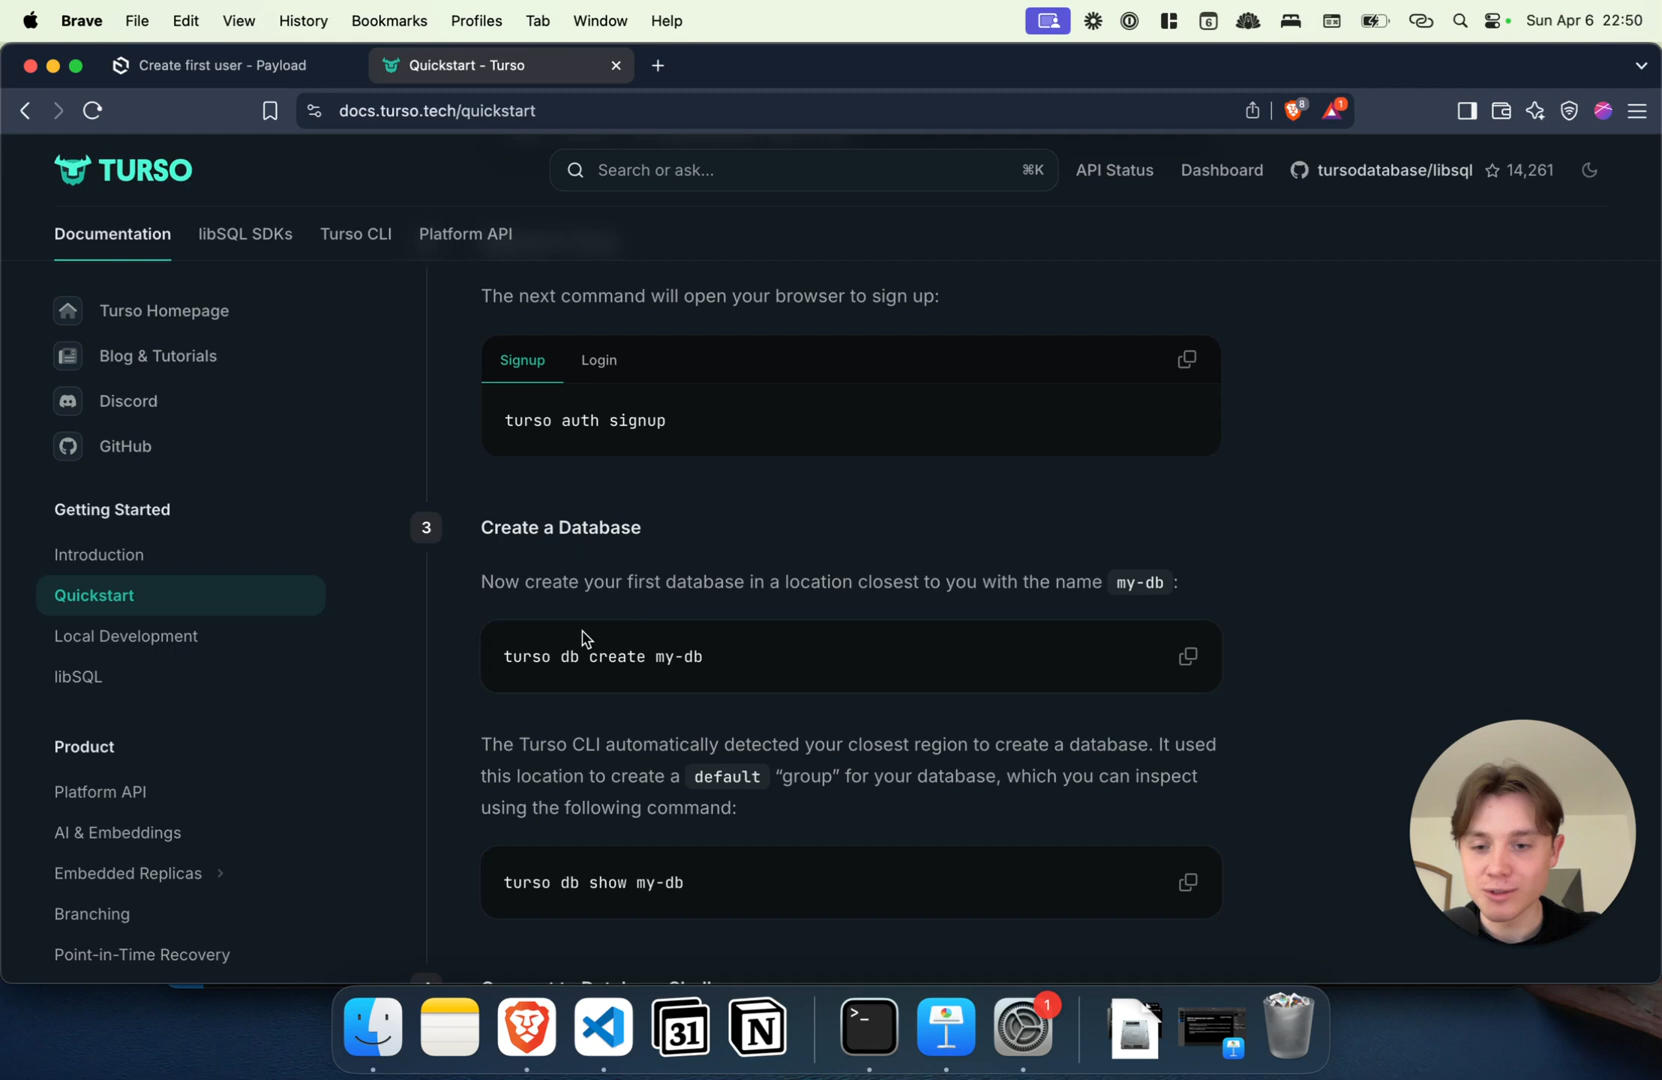 Brave File Edit View History Bookmarks Profiles Tab Window Help
6
Sun Apr 6 22:50
Create first user - Payload
Quickstart - Turso
docs.turso.tech/quickstart
8
1
TURSO
Search or ask...
⌘K
API Status
Dashboard
tursodatabase/libsql
14,261
Documentation
libSQL SDKs
Turso CLI
Platform API
Turso Homepage
Blog & Tutorials
Discord
GitHub
Getting Started
Introduction
Quickstart
Local Development
libSQL
Product
Platform API
AI & Embeddings
Embedded Replicas
Branching
Point-in-Time Recovery
The next command will open your browser to sign up:
Signup
Login
turso auth signup
3
Create a Database
Now create your first database in a location closest to you with the name my-db :
turso db create my-db
The Turso CLI automatically detected your closest region to create a database. It used
this location to create a default “group” for your database, which you can inspect
using the following command:
turso db show my-db
31
N
>_
1